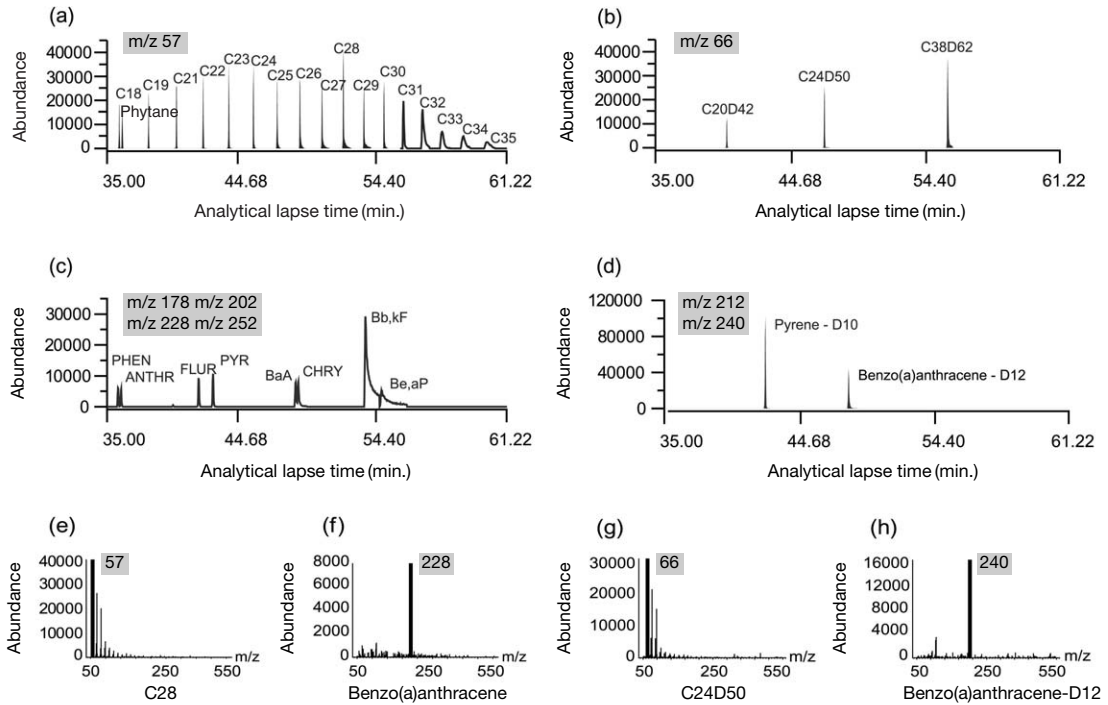 (a)
m/z 57
Abundance
40000
30000
20000
10000
0
C18
Phytane
C19
C21
C22
C23
C24
C25
C26
C27
C28
C29
C30
C31
C32
C33
C34
C35
35.00 44.68 54.40 61.22
Analytical lapse time (min.)
(b)
m/z 66
Abundance
40000
30000
20000
10000
0
C20D42
C24D50
C38D62
35.00 44.68 54.40 61.22
Analytical lapse time (min.)
(c)
m/z 178 m/z 202
m/z 228 m/z 252
Abundance
30000
20000
10000
0
PHEN
ANTHR
FLUR
PYR
BaA
CHRY
Bb,kF
Be,aP
35.00 44.68 54.40 61.22
Analytical lapse time (min.)
(d)
m/z 212
m/z 240
Abundance
120000
80000
40000
0
Pyrene - D10
Benzo(a)anthracene - D12
35.00 44.68 54.40 61.22
Analytical lapse time (min.)
(e)
57
Abundance
40000
30000
20000
10000
0
50 250 550
m/z
C28
(f)
228
Abundance
8000
6000
4000
2000
0
50 250 550
m/z
Benzo(a)anthracene
(g)
66
Abundance
30000
20000
10000
0
50 250 550
m/z
C24D50
(h)
240
Abundance
16000
12000
8000
4000
0
50 250 550
m/z
Benzo(a)anthracene-D12